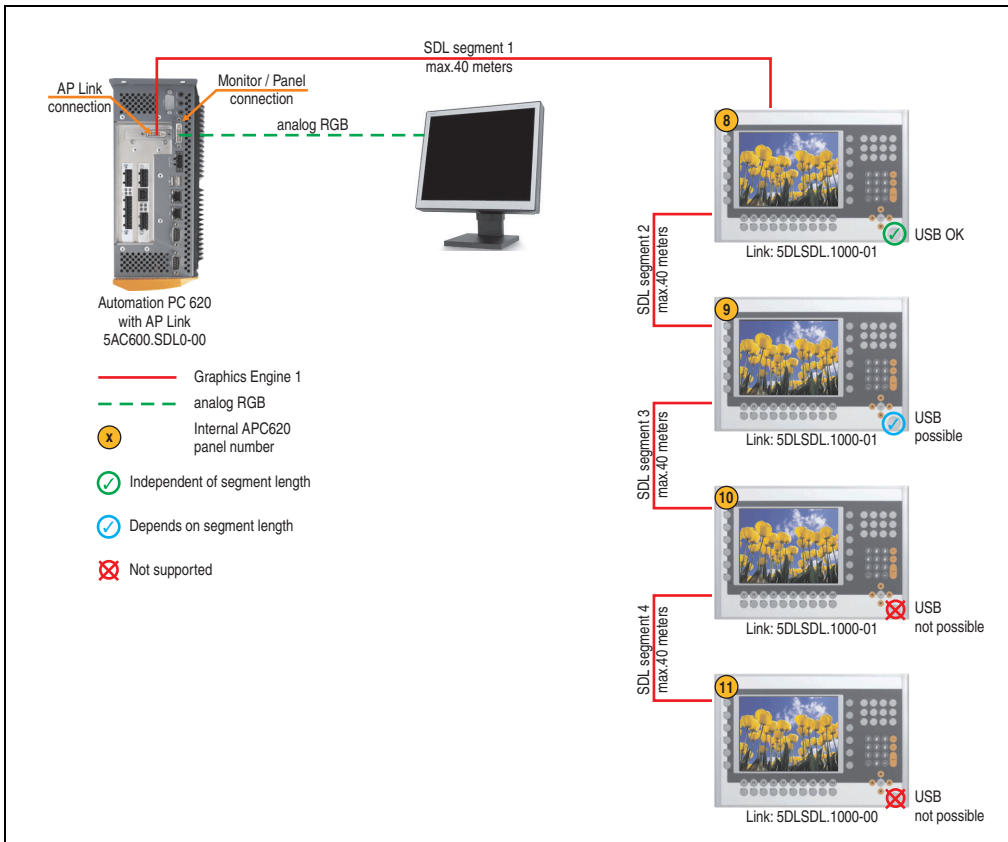 SDL segment 1
max.40 meters
AP Link
connection
Monitor / Panel
connection
analog RGB
8
USB OK
Link: 5DLSDL.1000-01
SDL segment 2
max.40 meters
Automation PC 620
with AP Link
5AC600.SDL0-00
9
USB
possible
Link: 5DLSDL.1000-01
Graphics Engine 1
analog RGB
x
Internal APC620
panel number
Independent of segment length
Depends on segment length
Not supported
SDL segment 3
max.40 meters
10
USB
not possible
Link: 5DLSDL.1000-01
SDL segment 4
max.40 meters
11
USB
not possible
Link: 5DLSDL.1000-00